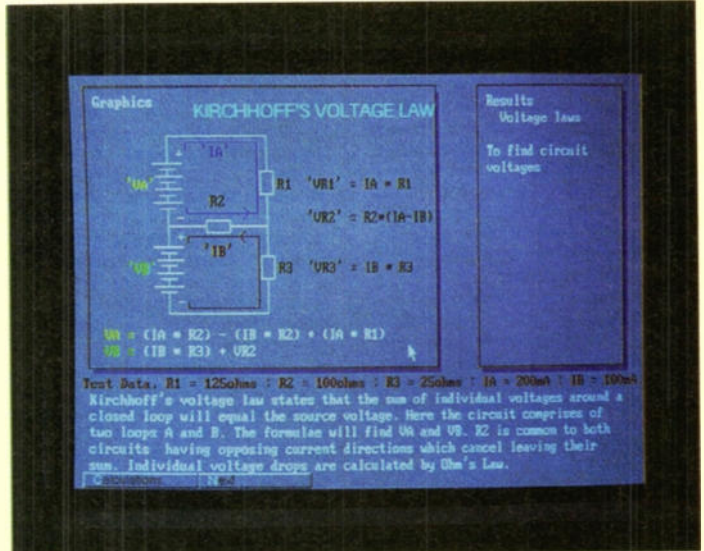 Graphics
KIRCHHOFF'S VOLTAGE LAW
'IA'
'VA'
R1 'VR1' = IA * R1
R2
'VR2' = R2*(IA-IB)
'IB'
'VB'
R3 'VR3' = IB * R3
VA = (IA * R2) - (IB * R2) + (IA * R1)
VB = (IB * R3) + VR2
Results
Voltage laws
To find circuit
voltages
Test Data, R1 = 125ohms : R2 = 100ohms : R3 = 25ohms : IA = 200mA : IB = 100mA
Kirchhoff's voltage law states that the sum of individual voltages around a
closed loop will equal the source voltage. Here the circuit comprises of
two loops A and B. The formulae will find VA and VB. R2 is common to both
circuits having opposing current directions which cancel leaving their
sum. Individual voltage drops are calculated by Ohm's Law.
Calculations Next